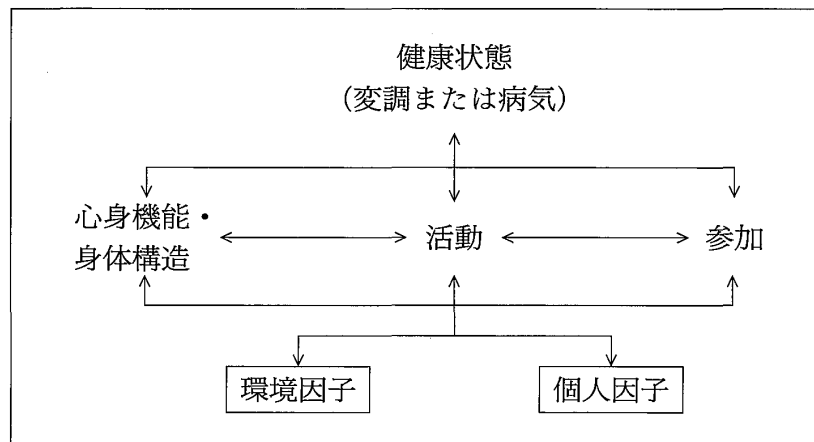 健康状態
（変調または病気）
心身機能・
身体構造
活動
参加
環境因子
個人因子